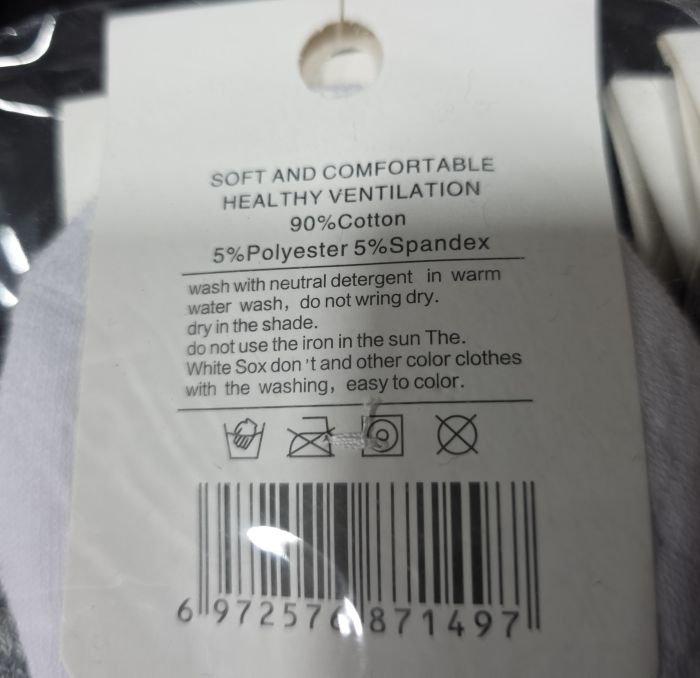 SOFT AND COMFORTABLE
HEALTHY VENTILATION
90%Cotton
5%Polyester 5%Spandex
wash with neutral detergent in warm
water wash, do not wring dry.
dry in the shade.
do not use the iron in the sun The.
White Sox don't and other color clothes
with the washing, easy to color.
6 972576 871497